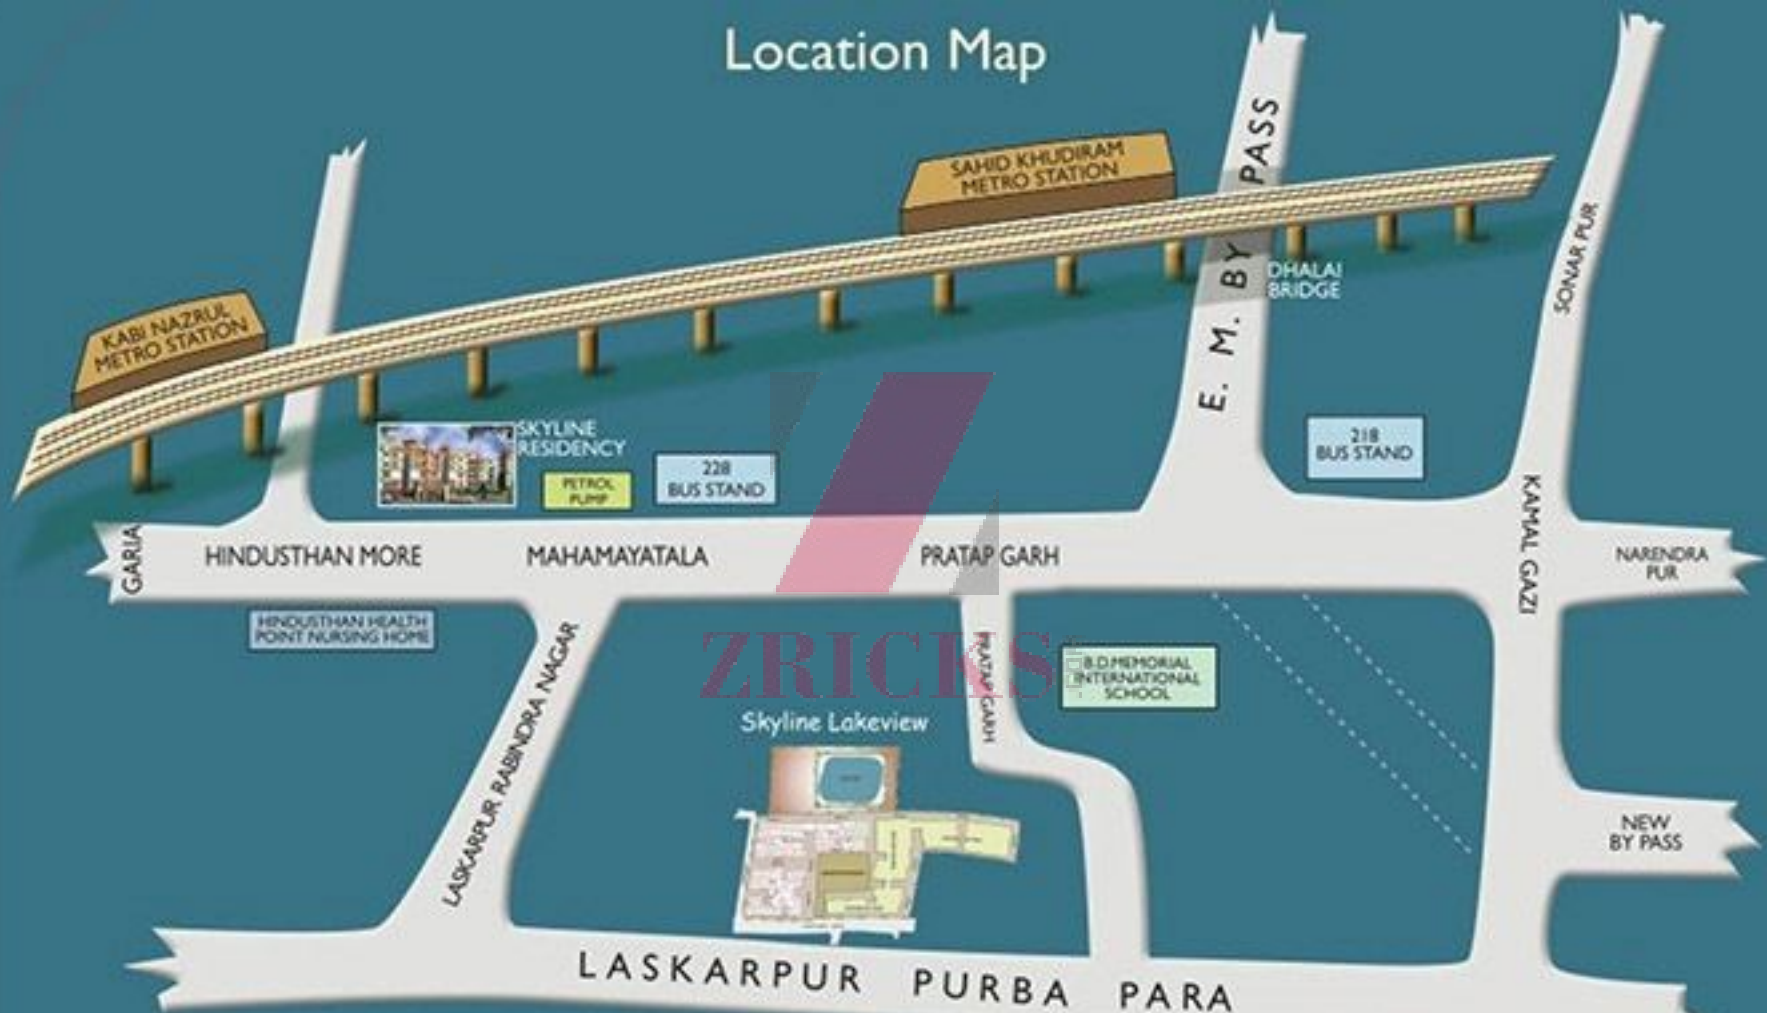 Location Map
E. M. BY PASS
SAHID KHUDIRAM
METRO STATION
SONAR PUR
DHALAI
BRIDGE
KABI NAZRUL
METRO STATION
SKYLINE
RESIDENCY
PETROL
PUMP
228
BUS STAND
218
BUS STAND
GARIA
HINDUSTHAN MORE
MAHAMAYATALA
PRATAP GARH
KAMAL GAZI
NARENDRA
PUR
HINDUSTHAN HEALTH
POINT NURSING HOME
LASKARPUR RABINDRA NAGAR
ZRICKS
PRATAP GARH
B.D.MEMORIAL
INTERNATIONAL
SCHOOL
Skyline Lakeview
NEW
BY PASS
LASKARPUR PURBA PARA